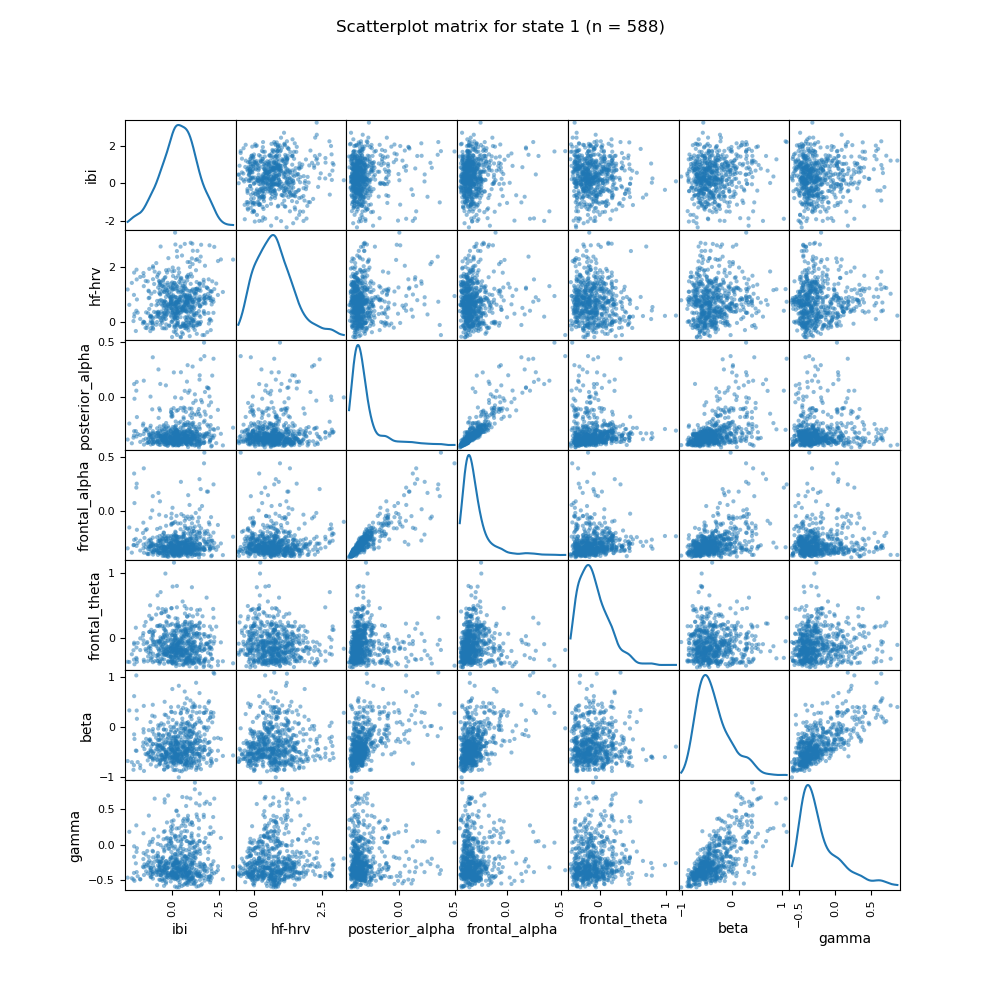 Scatterplot matrix for state 1 (n = 588)
ibi
2
0
-2
hf-hrv
2
0
posterior_alpha
0.5
0.0
frontal_alpha
0.5
0.0
frontal_theta
1
0
beta
1
0
−1
gamma
0.5
0.0
−0.5
0.0 2.5 0.0 2.5 0.0 0.5 0.0 0.5 0 1 −1 0 1 −0.5 0.0 0.5
ibi hf-hrv posterior_alpha frontal_alpha frontal_theta beta gamma